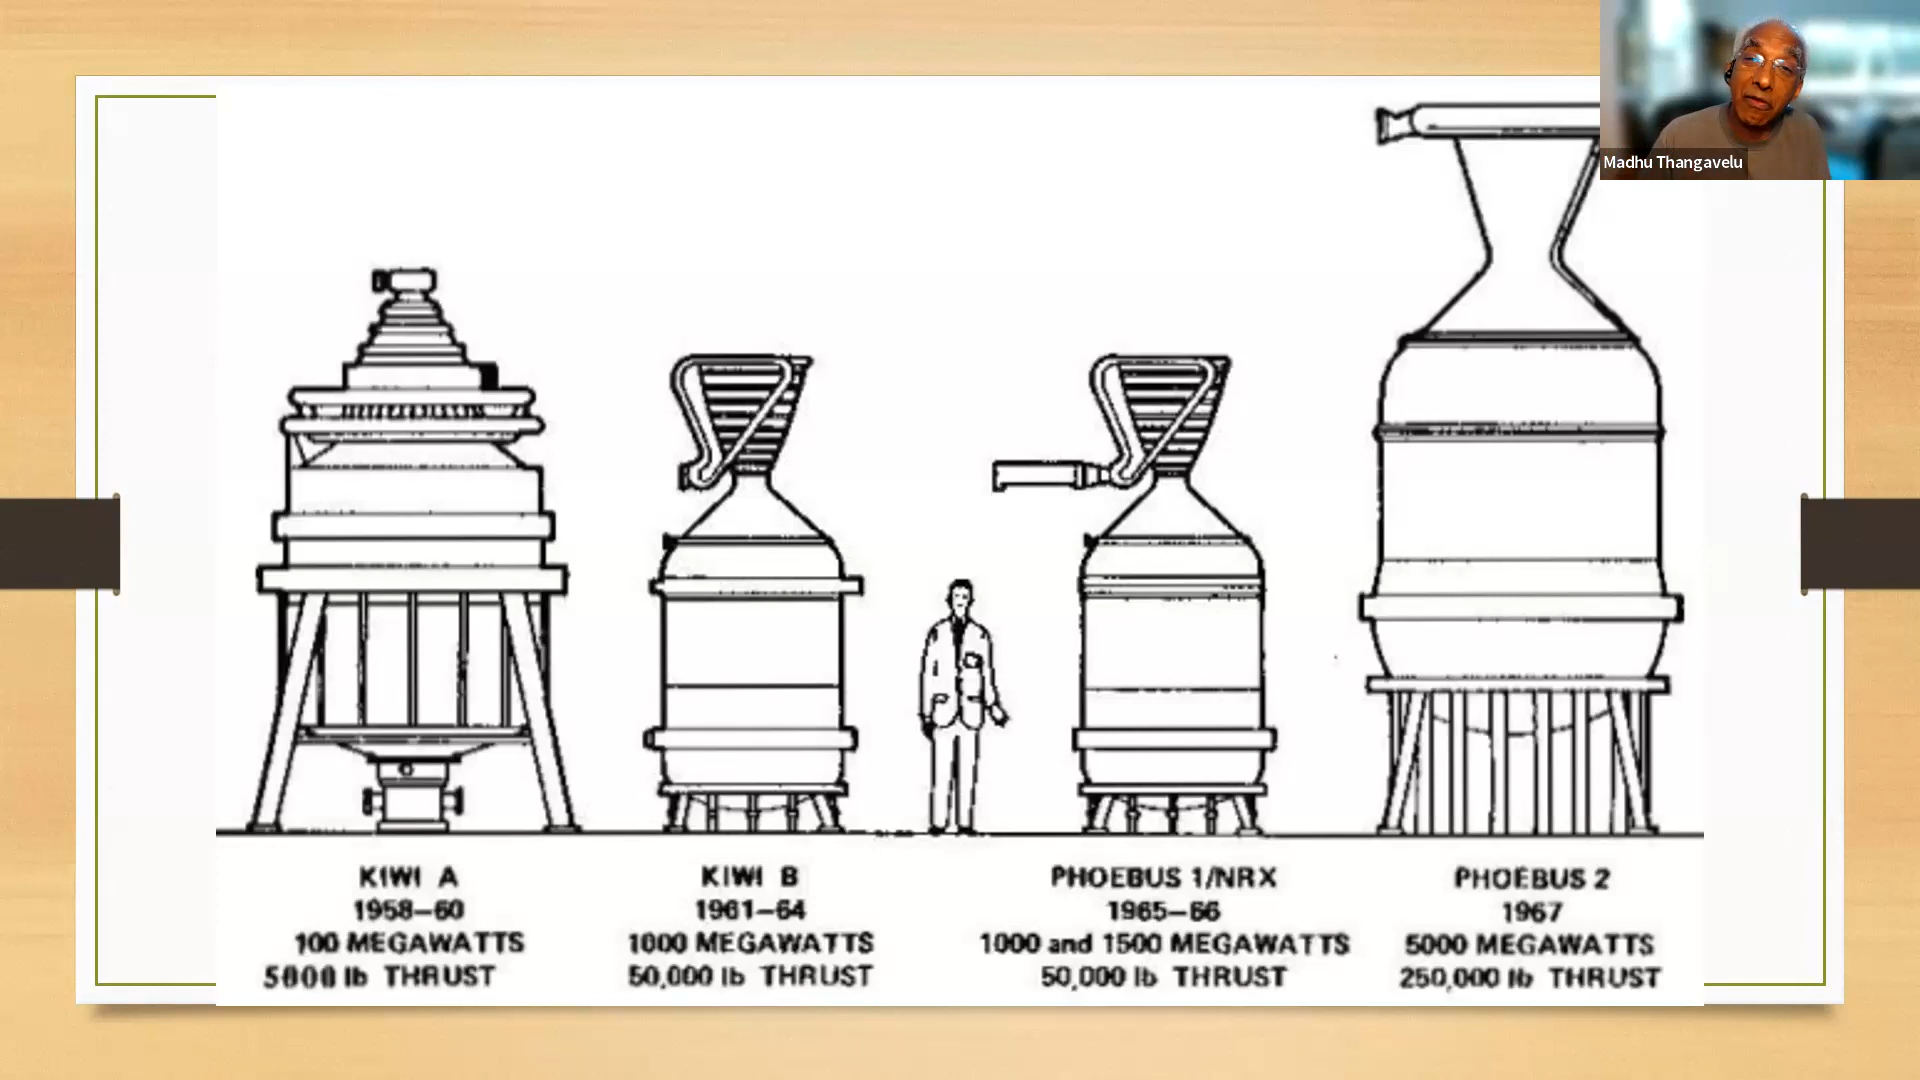 Madhu Thangavelu
KIWI A
1958–60
100 MEGAWATTS
5000 lb THRUST
KIWI B
1961–64
1000 MEGAWATTS
50,000 lb THRUST
PHOEBUS 1/NRX
1965–66
1000 and 1500 MEGAWATTS
50,000 lb THRUST
PHOEBUS 2
1967
5000 MEGAWATTS
250,000 lb THRUST